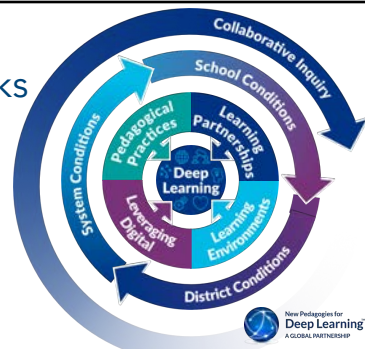 ks
Collaborative Inquiry
School Conditions
System Conditions
District Conditions
Pedagogical
Practices
Learning
Partnerships
Deep
Learning
Leveraging
Digital
Learning
Environments
New Pedagogies for
Deep Learning™
A GLOBAL PARTNERSHIP